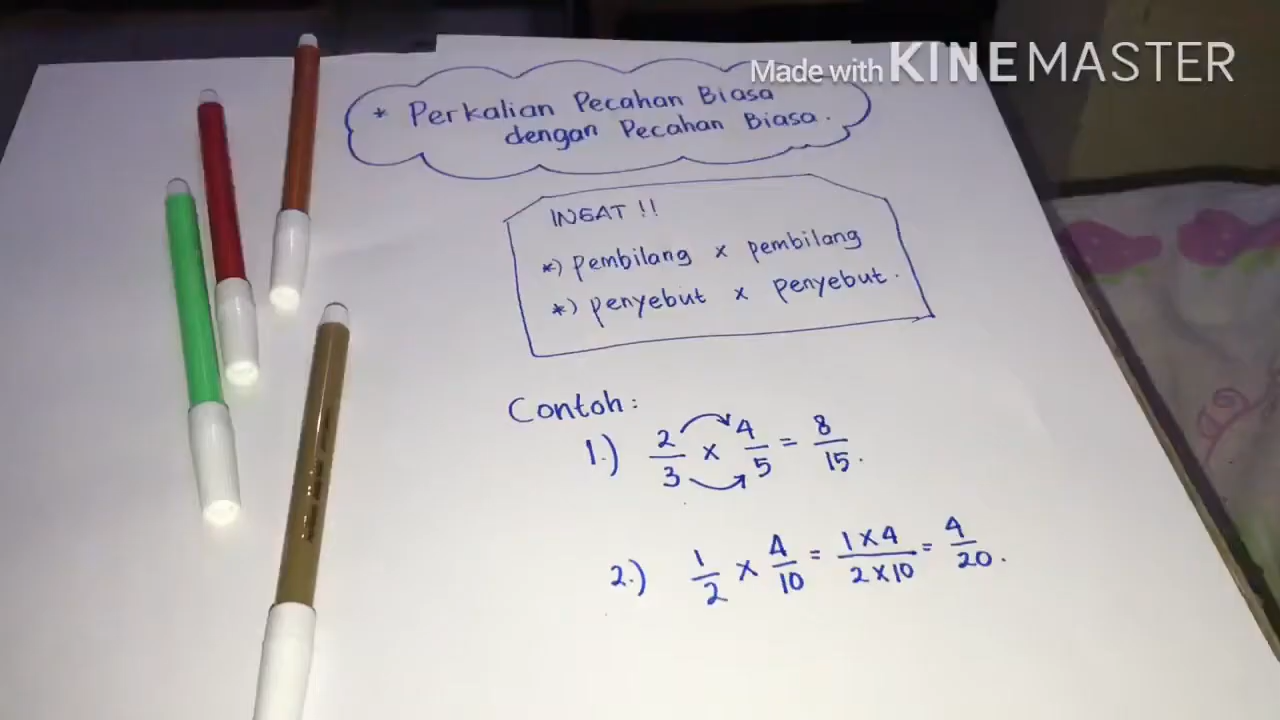 Made with KINEMASTER
* Perkalian Pecahan Biasa
dengan Pecahan Biasa.
INGAT !!
*) pembilang x pembilang
*) penyebut x penyebut.
Contoh:
1.) 2/3 x 4/5 = 8/15.
2.) 1/2 x 4/10 = 1x4/2x10 = 4/20.